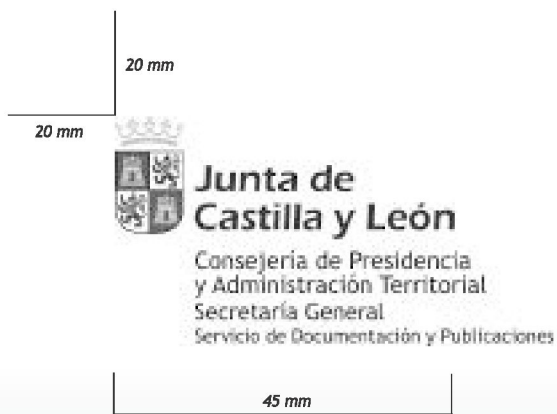 20 mm
20 mm
Junta de
Castilla y León
Consejería de Presidencia
y Administración Territorial
Secretaría General
Servicio de Documentación y Publicaciones
45 mm